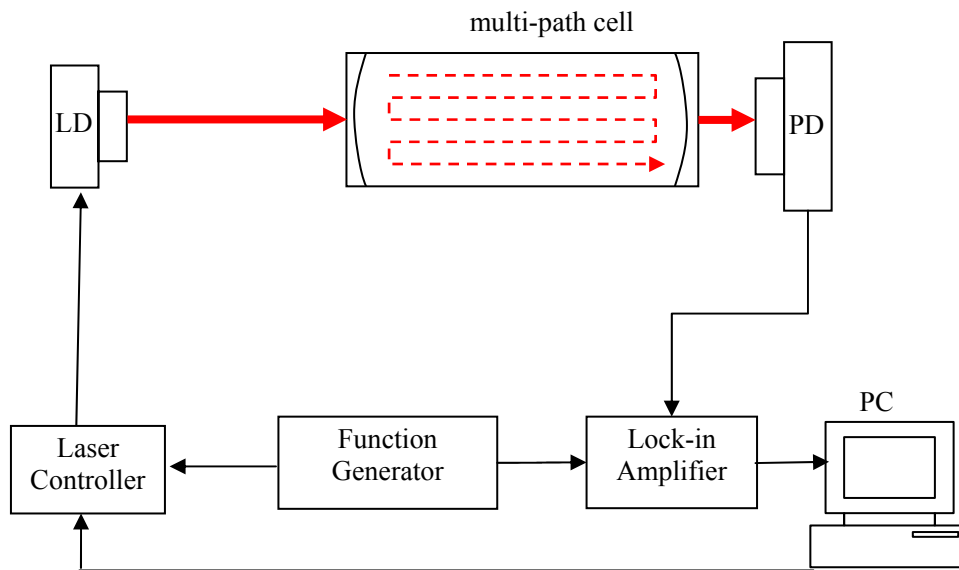 multi-path cell
LD
PD
PC
Laser
Controller
Function
Generator
Lock-in
Amplifier